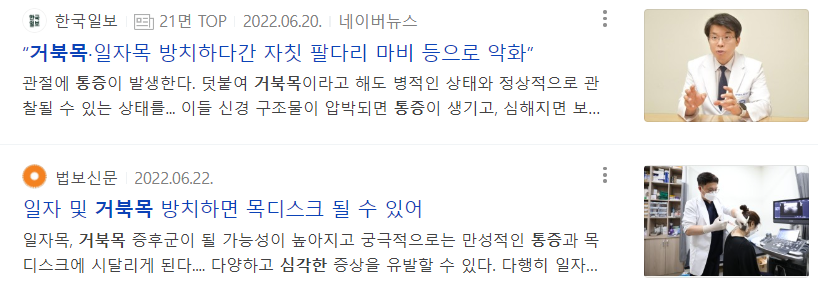 한국일보 21면 TOP 2022.06.20. 네이버뉴스
“거북목·일자목 방치하다간 자칫 팔다리 마비 등으로 악화“
관절에 통증이 발생한다. 덧붙여 거북목이라고 해도 병적인 상태와 정상적으로 관
찰될 수 있는 상태를... 이들 신경 구조물이 압박되면 통증이 생기고, 심해지면 보...
법보신문 2022.06.22.
일자 및 거북목 방치하면 목디스크 될 수 있어
일자목, 거북목 증후군이 될 가능성이 높아지고 궁극적으로는 만성적인 통증과 목
디스크에 시달리게 된다.... 다양하고 심각한 증상을 유발할 수 있다. 다행히 일자...